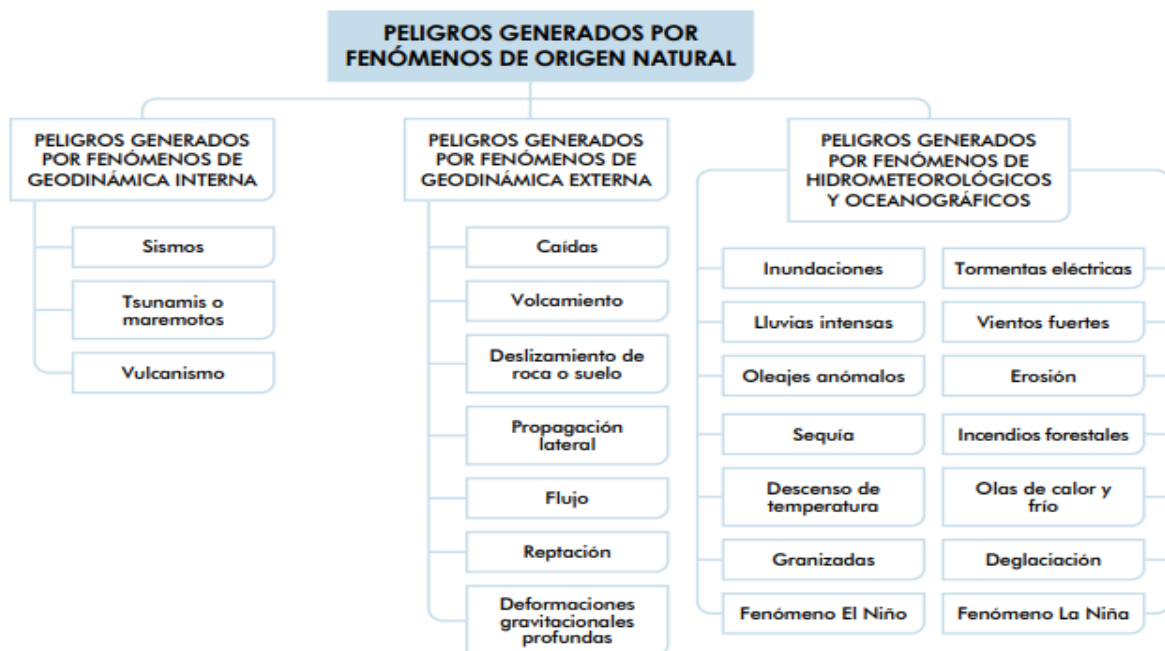 PELIGROS GENERADOS POR
FENÓMENOS DE ORIGEN NATURAL
PELIGROS GENERADOS
POR FENÓMENOS DE
GEODINÁMICA INTERNA
Sismos
Tsunamis o
maremotos
Vulcanismo
PELIGROS GENERADOS
POR FENÓMENOS DE
GEODINÁMICA EXTERNA
Caídas
Volcamiento
Deslizamiento de
roca o suelo
Propagación
lateral
Flujo
Reptación
Deformaciones
gravitacionales
profundas
PELIGROS GENERADOS
POR FENÓMENOS DE
HIDROMETEOROLÓGICOS
Y OCEANOGRÁFICOS
Inundaciones
Lluvias intensas
Oleajes anómalos
Sequía
Descenso de
temperatura
Granizadas
Fenómeno El Niño
Tormentas eléctricas
Vientos fuertes
Erosión
Incendios forestales
Olas de calor y
frío
Deglaciación
Fenómeno La Niña